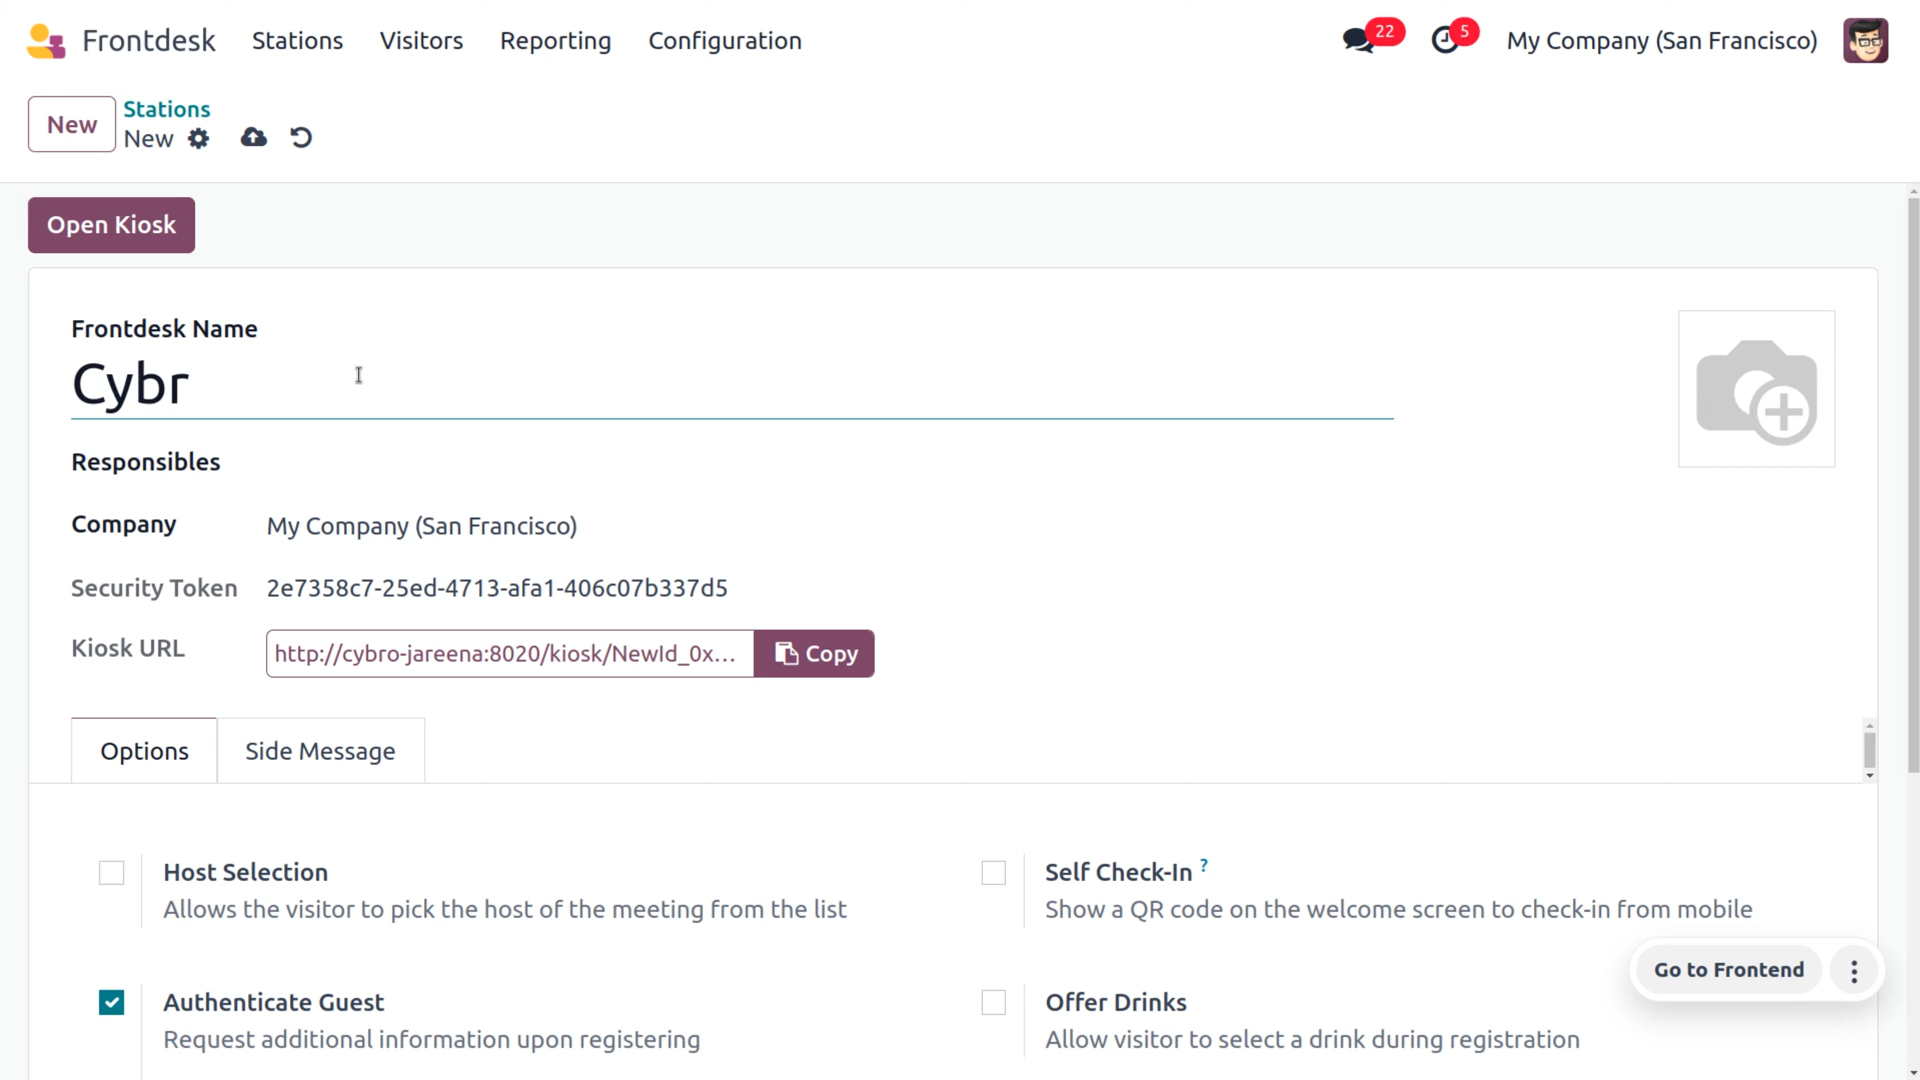 Frontdesk Stations Visitors Reporting Configuration 22 5 My Company (San Francisco)
New Stations
New
Open Kiosk
Frontdesk Name
Cybr
Responsibles
Company My Company (San Francisco)
Security Token 2e7358c7-25ed-4713-afa1-406c07b337d5
Kiosk URL http://cybro-jareena:8020/kiosk/NewId_0x... Copy
Options Side Message
Host Selection Self Check-In ?
Allows the visitor to pick the host of the meeting from the list Show a QR code on the welcome screen to check-in from mobile
Go to Frontend
Authenticate Guest Offer Drinks
Request additional information upon registering Allow visitor to select a drink during registration